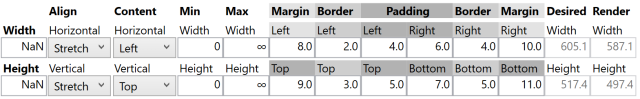 Align Content Min Max Margin Border Padding Border Margin Desired Render
Width Horizontal Horizontal Width Width Left Left Left Right Right Right Width Width
NaN Stretch Left 0 ∞ 8.0 2.0 4.0 6.0 4.0 10.0 605.1 587.1
Height Vertical Vertical Height Height Top Top Top Bottom Bottom Bottom Height Height
NaN Stretch Top 0 ∞ 9.0 3.0 5.0 7.0 5.0 11.0 517.4 497.4